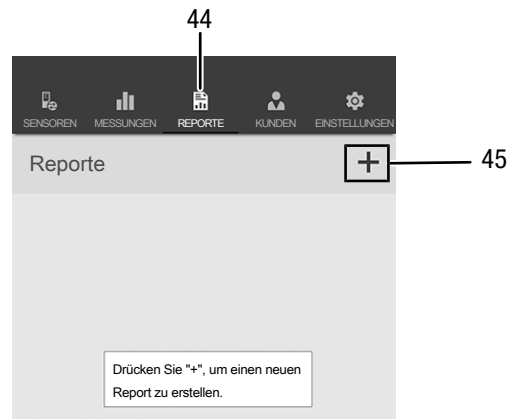 44
SENSOREN MESSUNGEN REPORTE KUNDEN EINSTELLUNGEN
Reporte +
45
Drücken Sie "+", um einen neuen
Report zu erstellen.